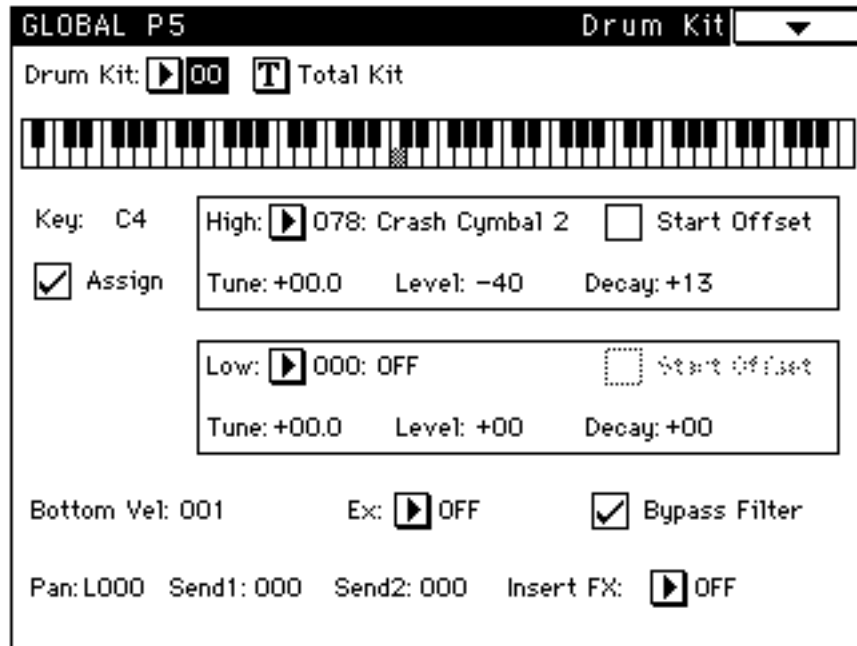 GLOBAL P5 Drum Kit
Drum Kit: 00 T Total Kit
Key: C4
Assign
High: 078: Crash Cymbal 2 Start Offset
Tune: +00.0 Level: -40 Decay: +13
Low: 000: OFF Start Offset
Tune: +00.0 Level: +00 Decay: +00
Bottom Vel: 001 Ex: OFF Bypass Filter
Pan: L000 Send1: 000 Send2: 000 Insert FX: OFF